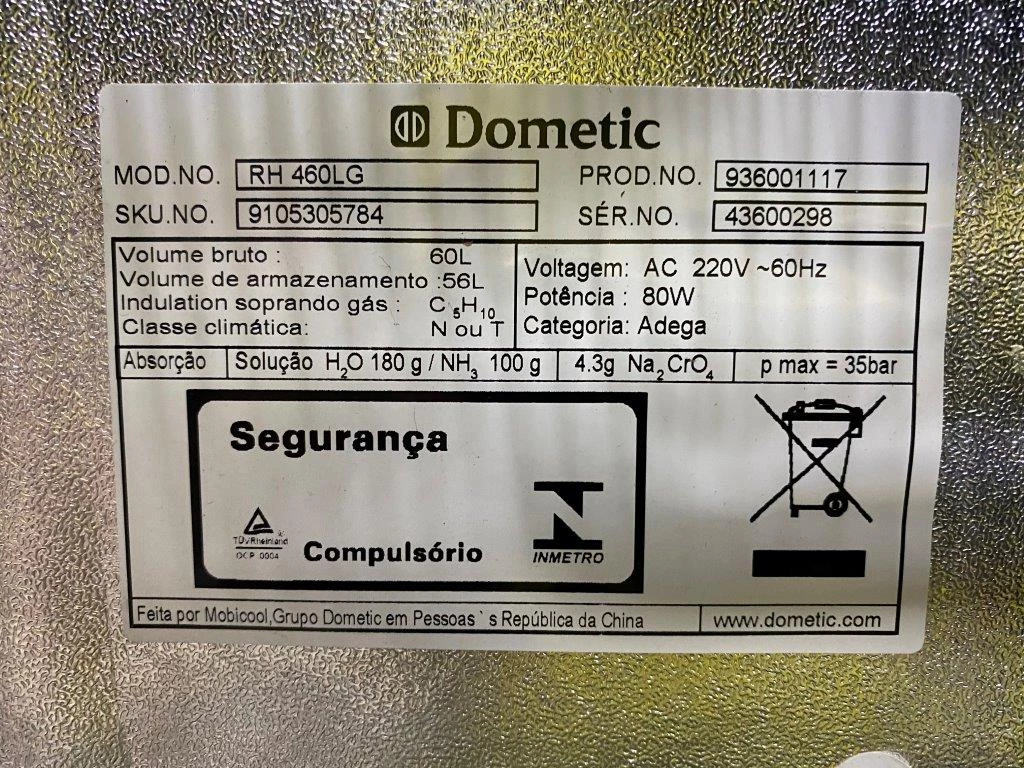 Dometic
MOD.NO. RH 460LG PROD.NO. 936001117
SKU.NO. 9105305784 SÉR.NO. 43600298
Volume bruto : 60L
Volume de armazenamento :56L
Indulation soprando gás : C₅H₁₀
Classe climática: N ou T
Voltagem: AC 220V ~60Hz
Potência : 80W
Categoria: Adega
Absorção Solução H₂O 180 g / NH₃ 100 g 4.3g Na₂CrO₄ p max = 35bar
Segurança
TÜVRheinland
OCP 0004
Compulsório
INMETRO
Feita por Mobicool,Grupo Dometic em Pessoas ` s República da China www.dometic.com